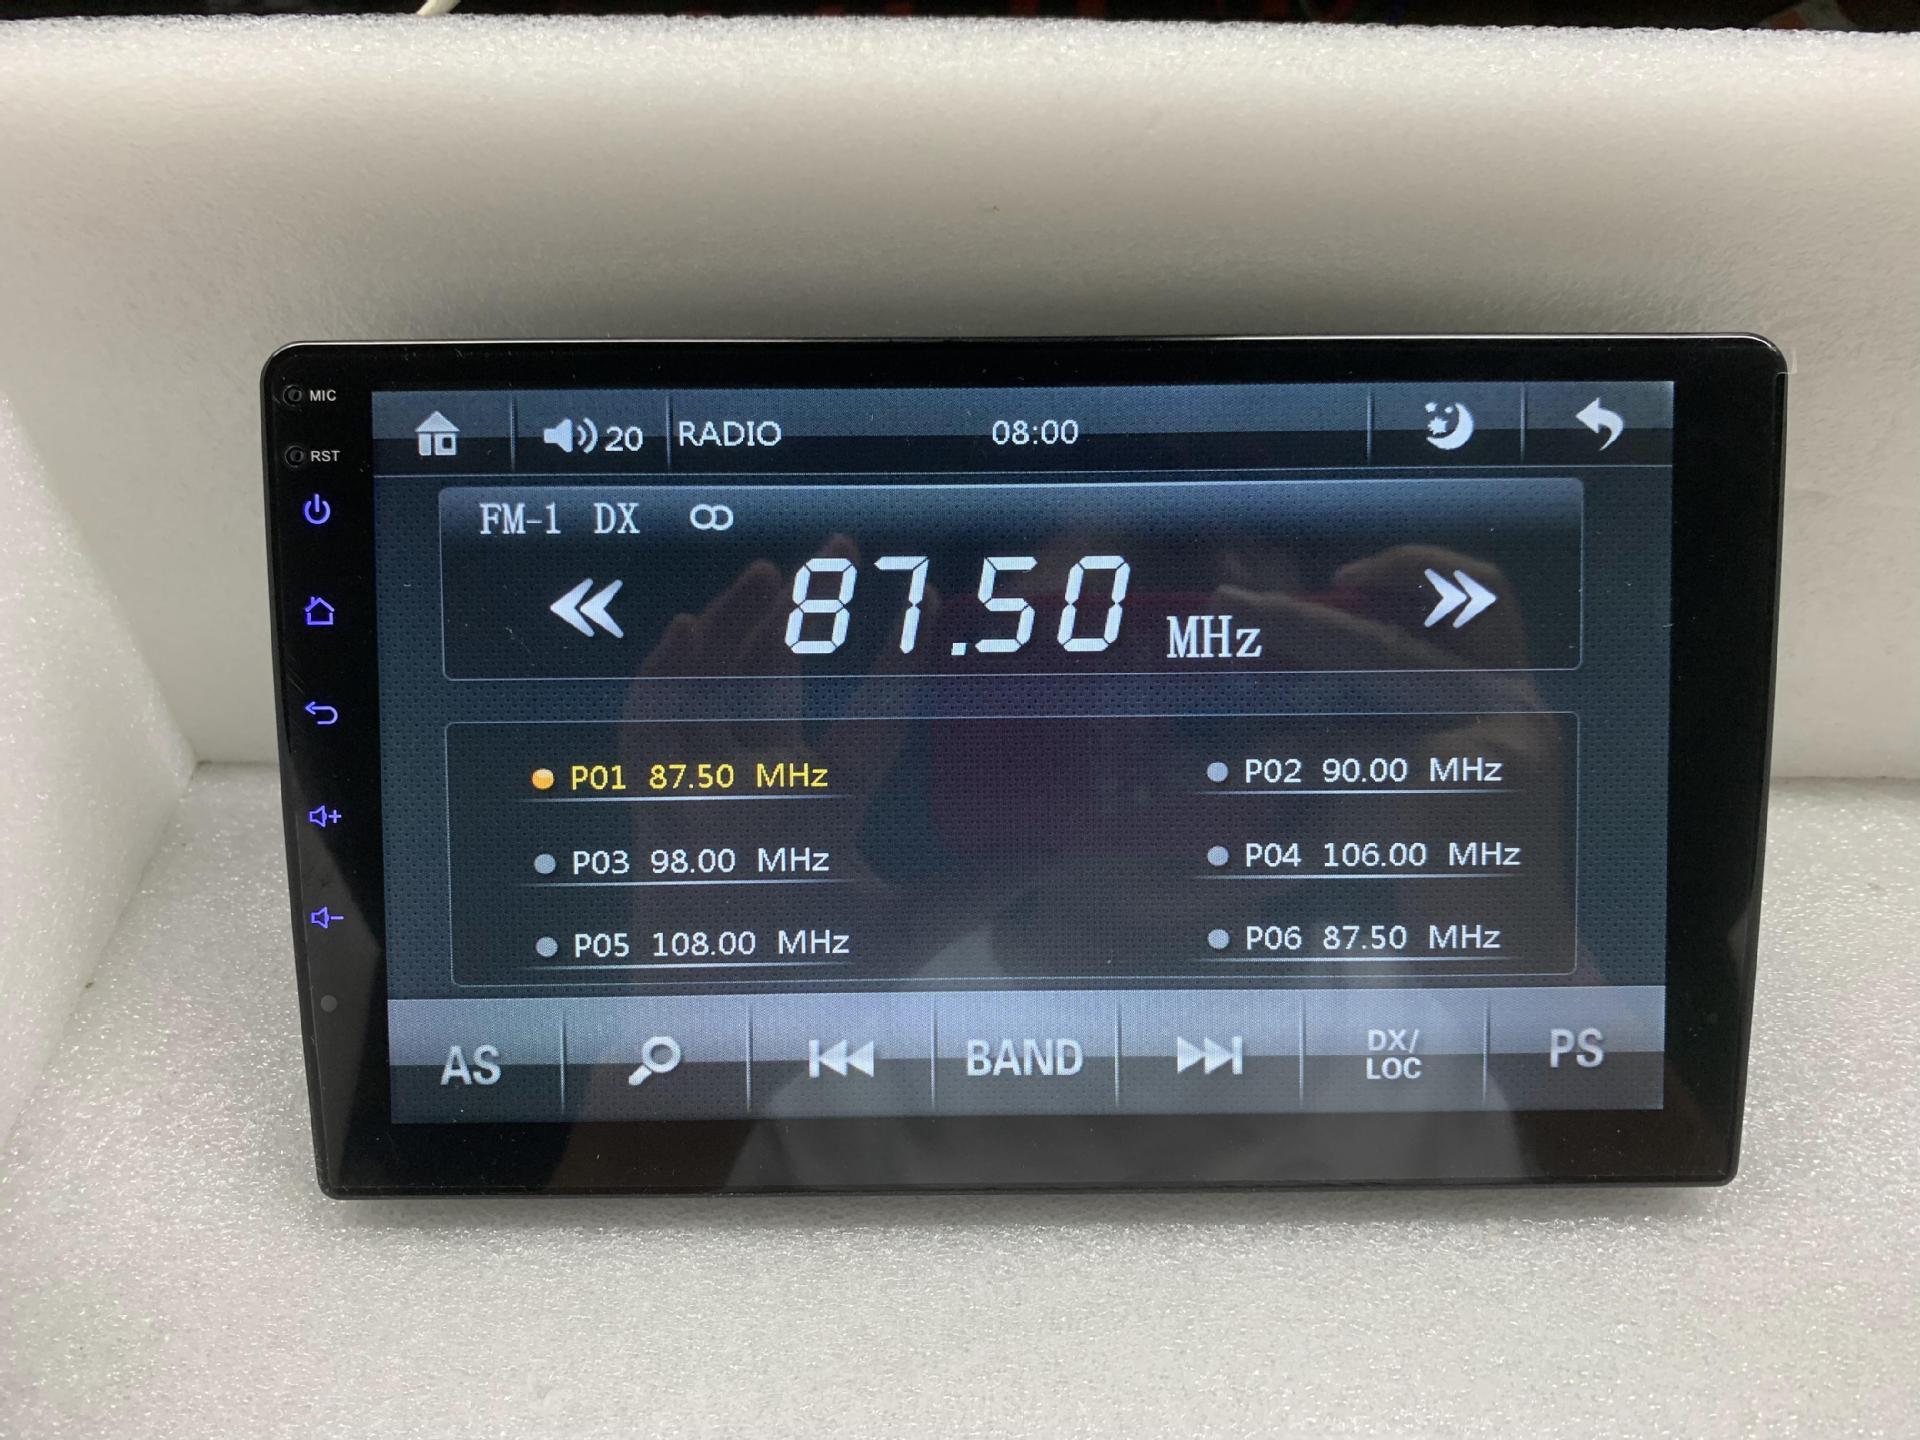 MIC
RST
20 RADIO 08:00
FM-1 DX
87.50 MHz
P01 87.50 MHz
P02 90.00 MHz
P03 98.00 MHz
P04 106.00 MHz
P05 108.00 MHz
P06 87.50 MHz
AS
BAND
DX/
LOC
PS